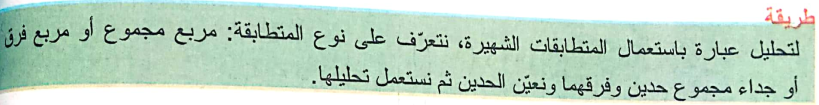 طريقة
لتحليل عبارة باستعمال المتطابقات الشهيرة، نتعرّف على نوع المتطابقة: مربع مجموع أو مربع فرق
أو جداء مجموع حدين وفرقهما ونعيّن الحدين ثم نستعمل تحليلها.